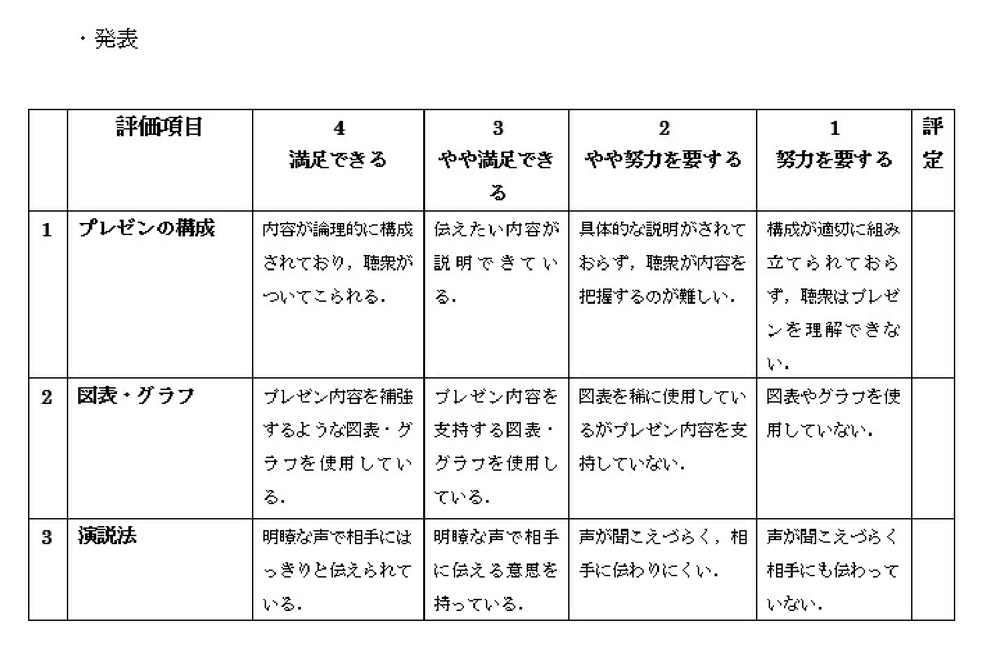 ・発表
評価項目
4
満足できる
3
やや満足でき
る
2
やや努力を要する
1
努力を要する
評
定
1
プレゼンの構成
内容が論理的に構成
されており，聴衆が
ついてこられる．
伝えたい内容が
説明できてい
る．
具体的な説明がされて
おらず，聴衆が内容を
把握するのが難しい．
構成が適切に組み
立てられておら
ず，聴衆はプレゼ
ンを理解できな
い．
2
図表・グラフ
プレゼン内容を補強
するような図表・グ
ラフを使用してい
る．
プレゼン内容を
支持する図表・
グラフを使用し
ている．
図表を稀に使用してい
るがプレゼン内容を支
持していない．
図表やグラフを使
用していない．
3
演説法
明瞭な声で相手には
っきりと伝えられて
いる．
明瞭な声で相手
に伝える意思を
持っている．
声が聞こえづらく，相
手に伝わりにくい．
声が聞こえづらく
相手にも伝わって
いない．